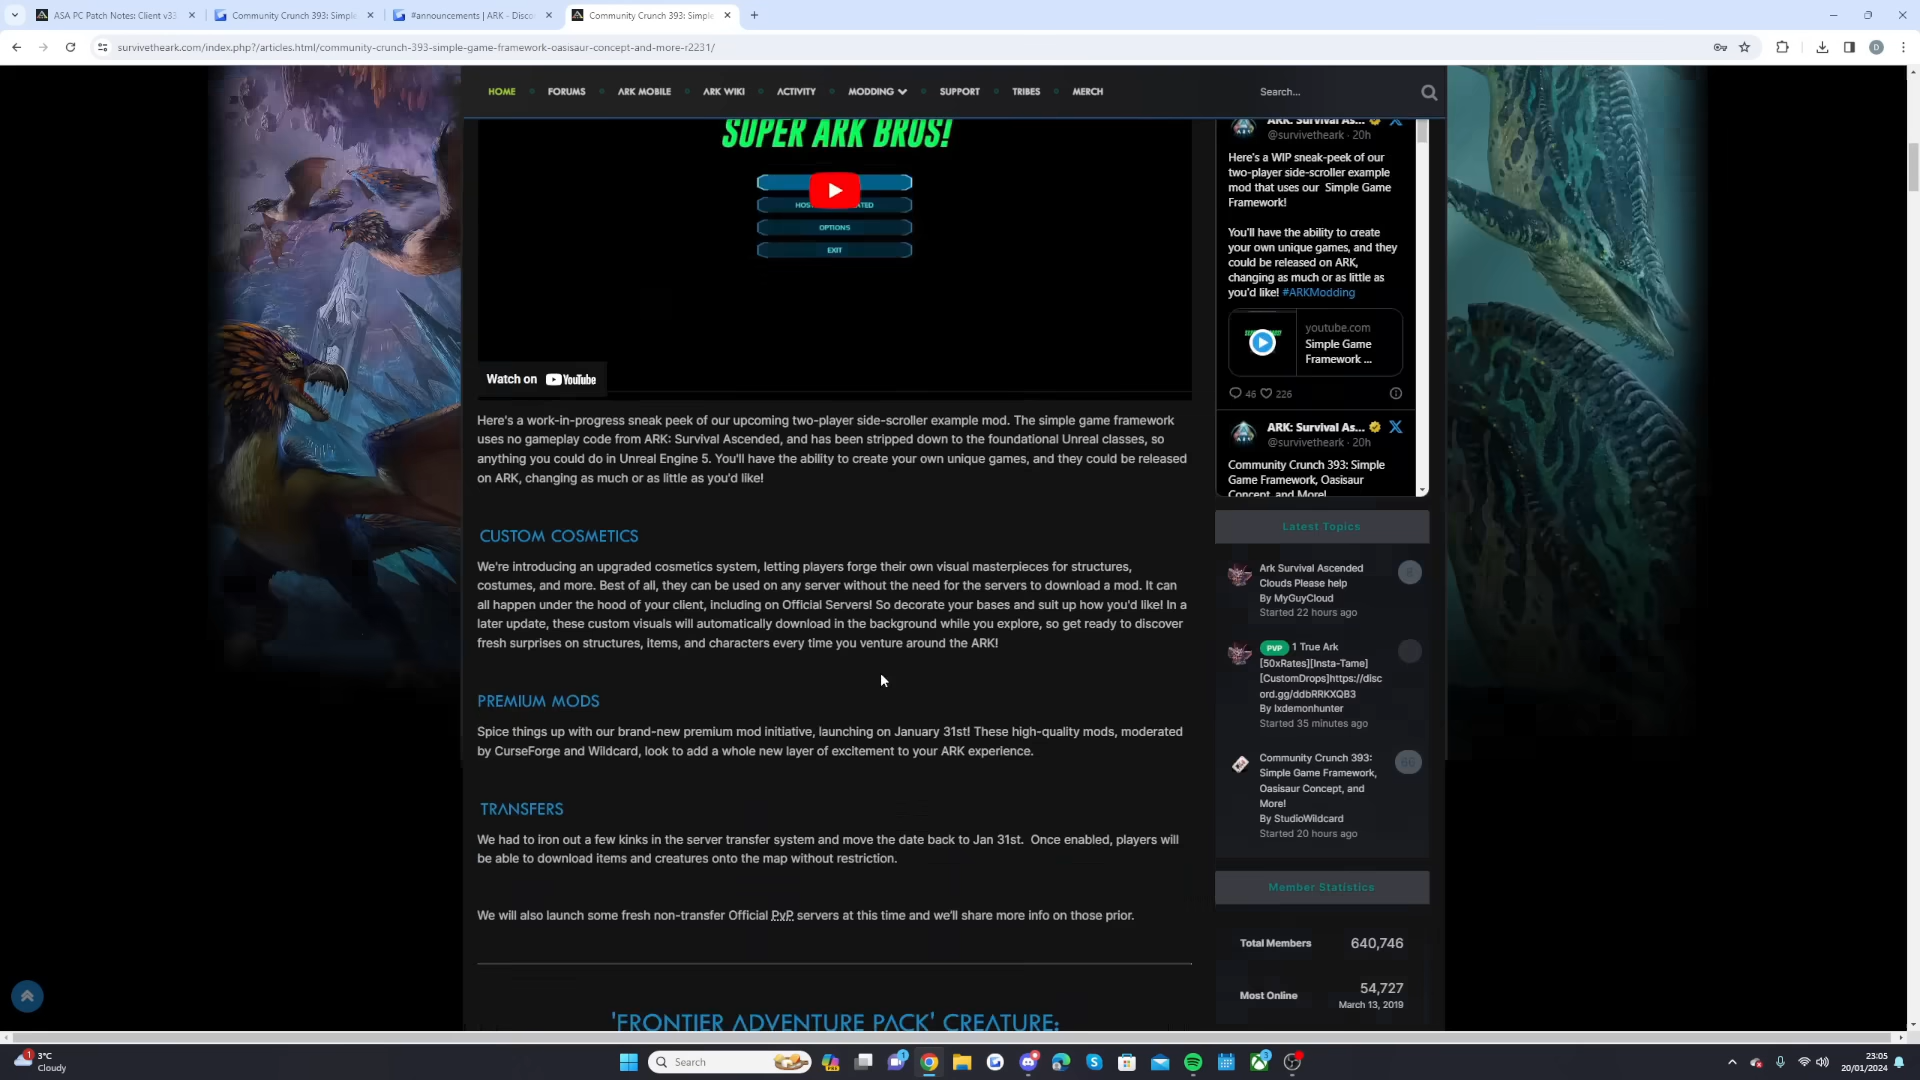 ASA PC Patch Notes: Client v33
Community Crunch 393: Simple
#announcements | ARK - Disco
Community Crunch 393: Simple
survivetheark.com/index.php?/articles.html/community-crunch-393-simple-game-framework-oasisaur-concept-and-more-r2231/
HOME
FORUMS
ARK MOBILE
ARK WIKI
ACTIVITY
MODDING
SUPPORT
TRIBES
MERCH
Search...
SUPER ARK BROS!
OPTIONS
EXIT
Watch on YouTube
Here's a work-in-progress sneak peek of our upcoming two-player side-scroller example mod. The simple game framework
uses no gameplay code from ARK: Survival Ascended, and has been stripped down to the foundational Unreal classes, so
anything you could do in Unreal Engine 5. You'll have the ability to create your own unique games, and they could be released
on ARK, changing as much or as little as you'd like!
CUSTOM COSMETICS
We're introducing an upgraded cosmetics system, letting players forge their own visual masterpieces for structures,
costumes, and more. Best of all, they can be used on any server without the need for the servers to download a mod. It can
all happen under the hood of your client, including on Official Servers! So decorate your bases and suit up how you'd like! In a
later update, these custom visuals will automatically download in the background while you explore, so get ready to discover
fresh surprises on structures, items, and characters every time you venture around the ARK!
PREMIUM MODS
Spice things up with our brand-new premium mod initiative, launching on January 31st! These high-quality mods, moderated
by CurseForge and Wildcard, look to add a whole new layer of excitement to your ARK experience.
TRANSFERS
We had to iron out a few kinks in the server transfer system and move the date back to Jan 31st. Once enabled, players will
be able to download items and creatures onto the map without restriction.
We will also launch some fresh non-transfer Official PvP servers at this time and we'll share more info on those prior.
'FRONTIER ADVENTURE PACK' CREATURE:
ARK: Survival As...
@survivetheark · 20h
Here's a WIP sneak-peek of our
two-player side-scroller example
mod that uses our Simple Game
Framework!
You'll have the ability to create
your own unique games, and they
could be released on ARK,
changing as much or as little as
you'd like! #ARKModding
youtube.com
Simple Game
Framework ...
46 226
ARK: Survival As...
@survivetheark · 20h
Community Crunch 393: Simple
Game Framework, Oasisaur
Concept, and More!
Latest Topics
Ark Survival Ascended
Clouds Please help
By MyGuyCloud
Started 22 hours ago
PVP 1 True Ark
[50xRates][Insta-Tame]
[CustomDrops]https://disc
ord.gg/ddbRRKXQB3
By lxdemonhunter
Started 35 minutes ago
Community Crunch 393:
Simple Game Framework,
Oasisaur Concept, and
More!
By StudioWildcard
Started 20 hours ago
Member Statistics
Total Members 640,746
Most Online 54,727
March 13, 2019
3°C
Cloudy
Search
23:05
20/01/2024